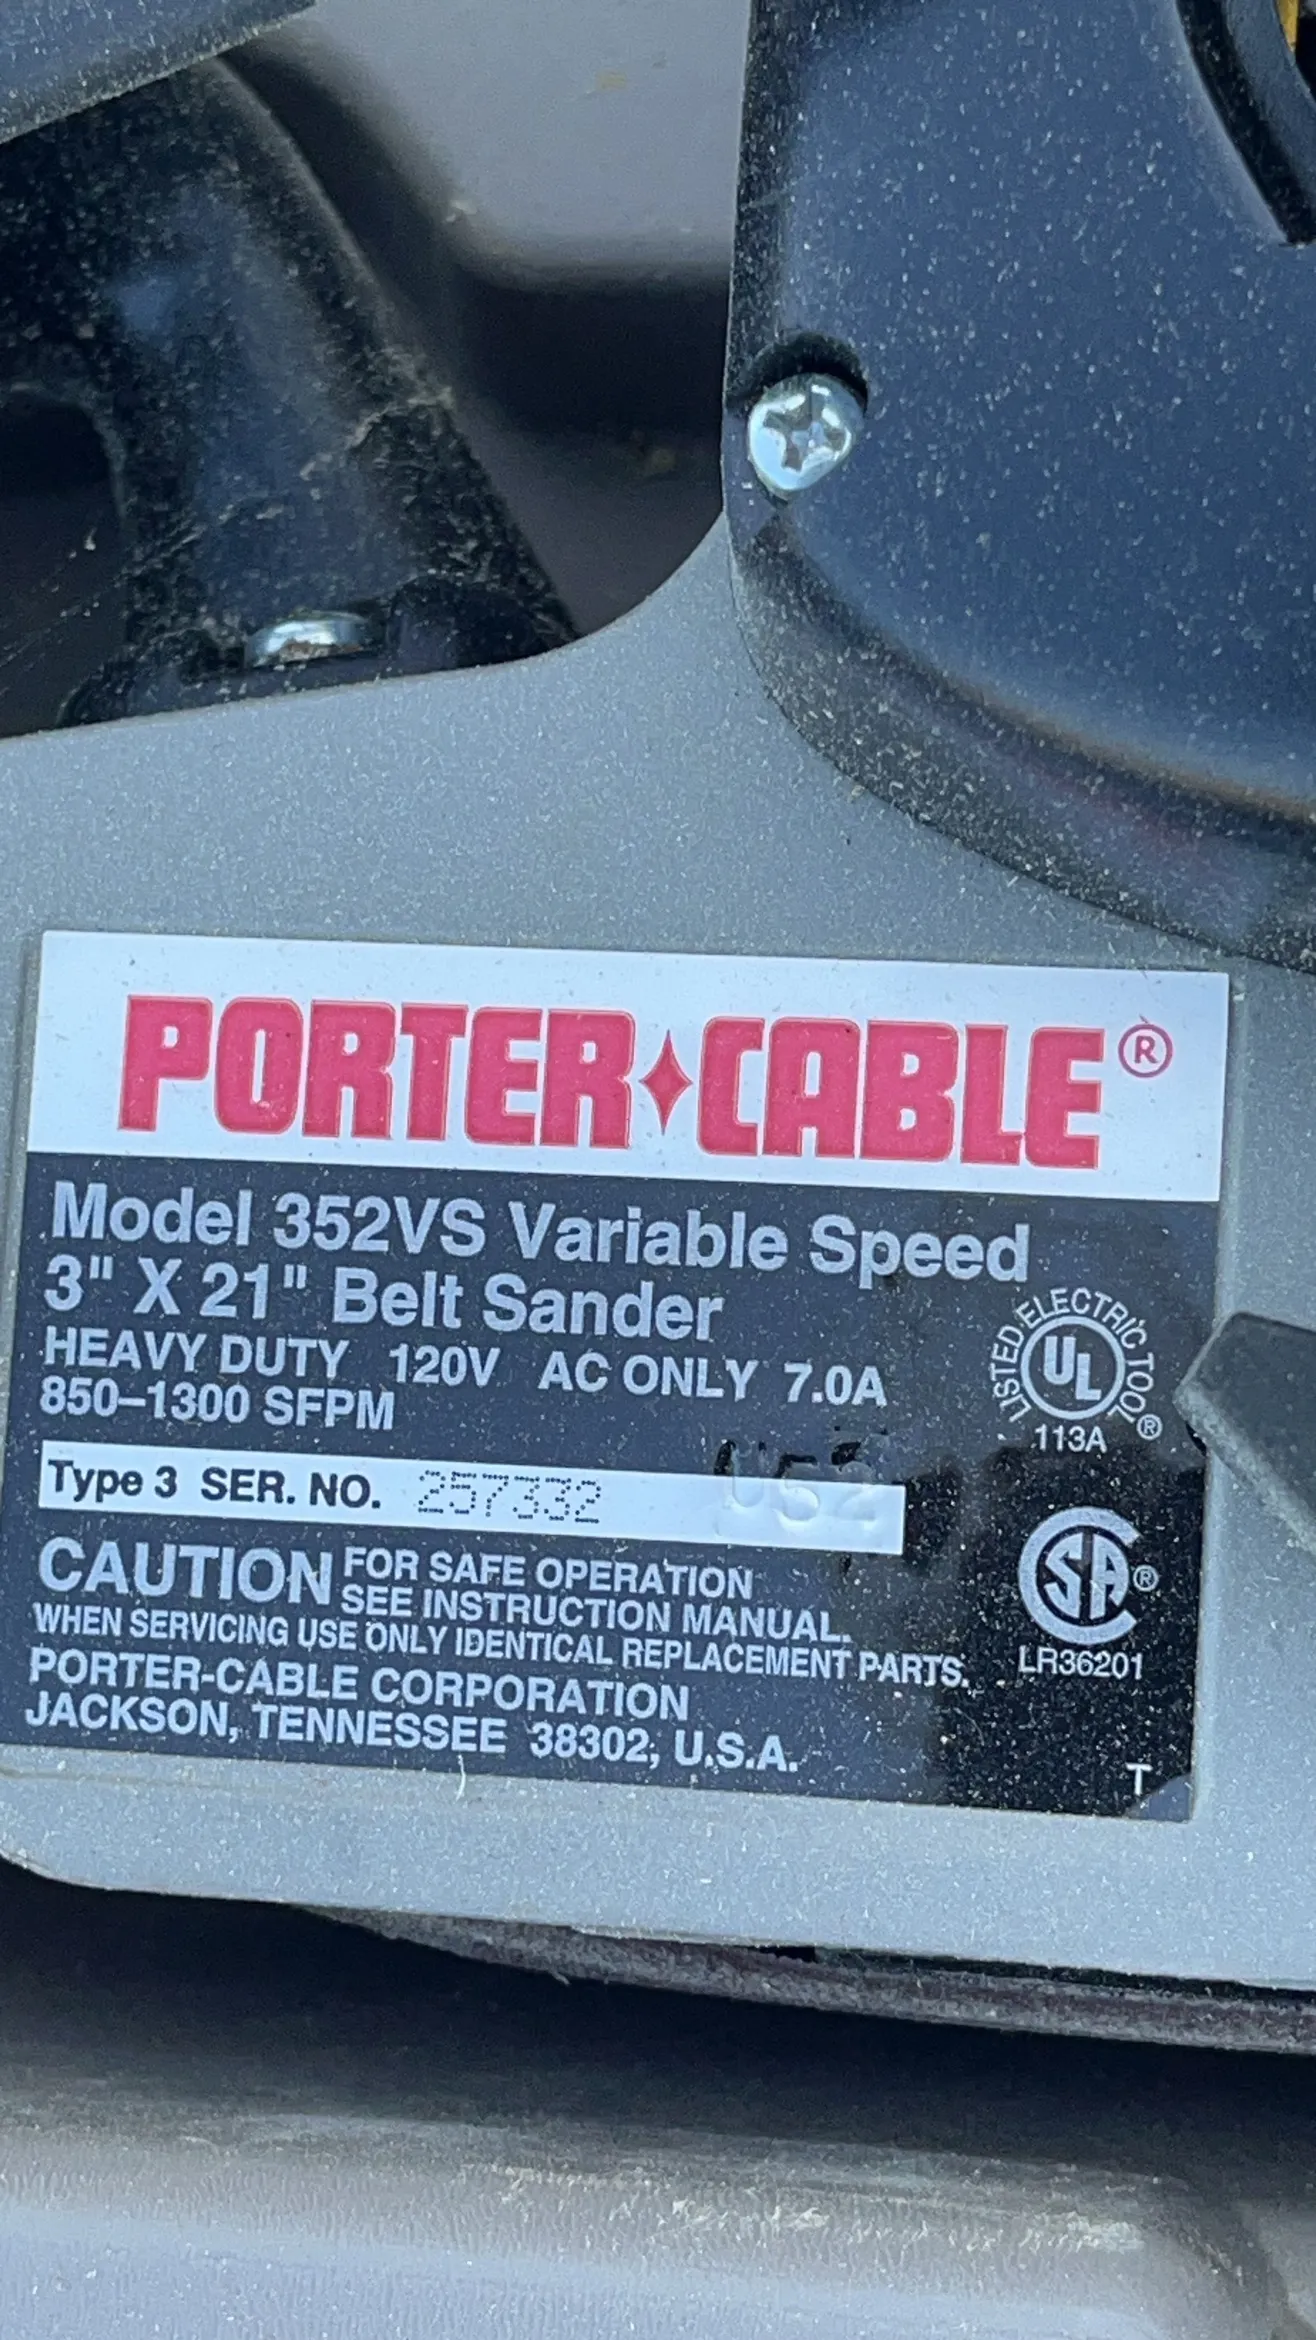 PORTER✦CABLE®
Model 352VS Variable Speed
3" X 21" Belt Sander
HEAVY DUTY 120V AC ONLY 7.0A
850–1300 SFPM
LISTED ELECTRIC TOOL
UL®
113A
Type 3 SER. NO. 257332
CAUTION FOR SAFE OPERATION
SEE INSTRUCTION MANUAL.
WHEN SERVICING USE ONLY IDENTICAL REPLACEMENT PARTS.
PORTER-CABLE CORPORATION
JACKSON, TENNESSEE 38302, U.S.A.
SA®
LR36201
T